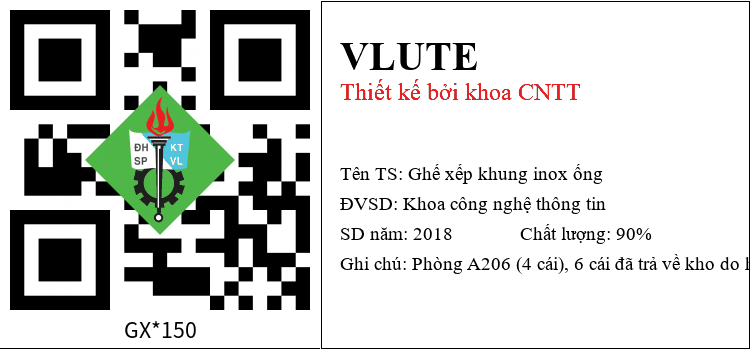 ĐH KT
SP VL
GX*150
VLUTE
Thiết kế bởi khoa CNTT
Tên TS: Ghế xếp khung inox ống
ĐVSD: Khoa công nghệ thông tin
SD năm: 2018 Chất lượng: 90%
Ghi chú: Phòng A206 (4 cái), 6 cái đã trả về kho do